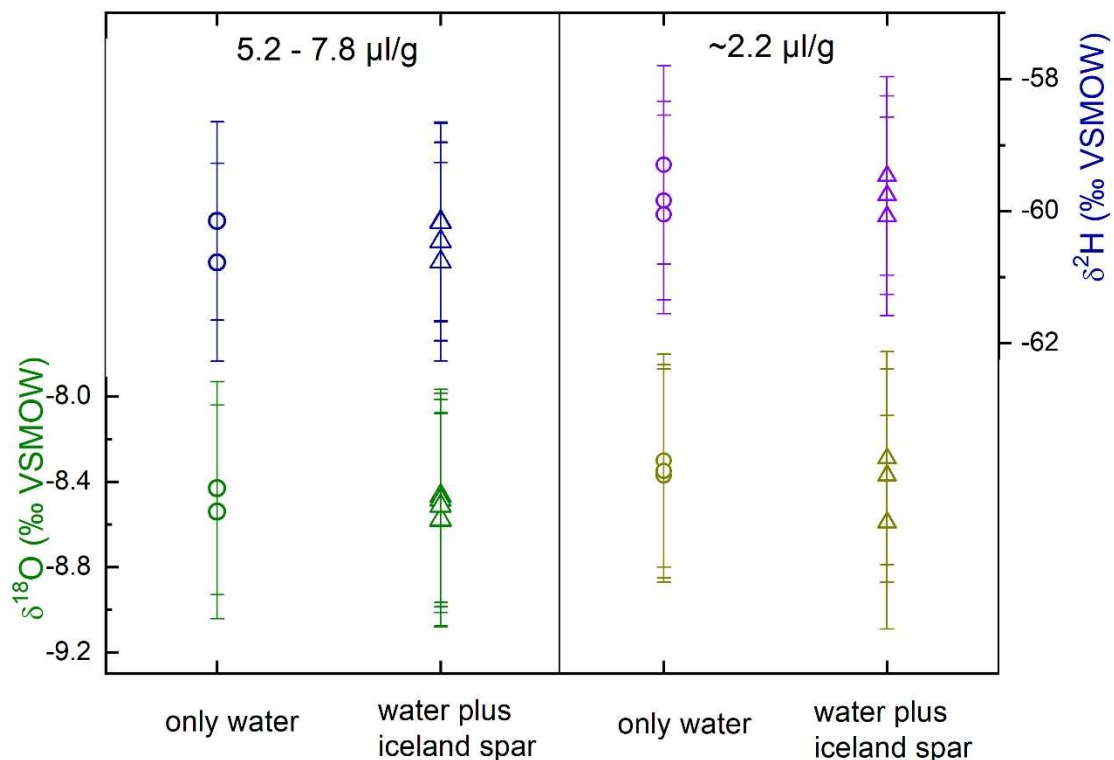 5.2 - 7.8 µl/g
~2.2 µl/g
-58
-60
-62
δ²H (‰ VSMOW)
-8.0
-8.4
-8.8
-9.2
δ¹⁸O (‰ VSMOW)
only water
water plus
iceland spar
only water
water plus
iceland spar